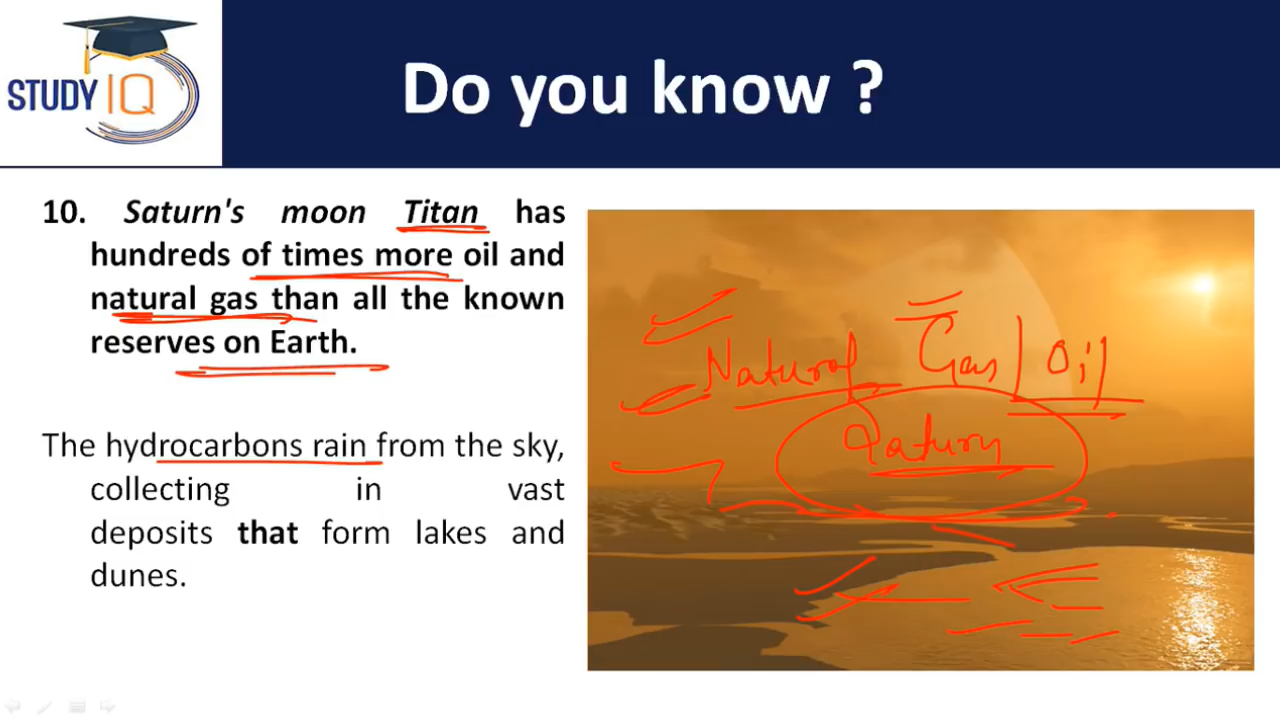 STUDY IQ
Do you know ?
10. Saturn's moon Titan has
hundreds of times more oil and
natural gas than all the known
reserves on Earth.
The hydrocarbons rain from the sky,
collecting in vast
deposits that form lakes and
dunes.
Natural Gas / Oil
Saturn